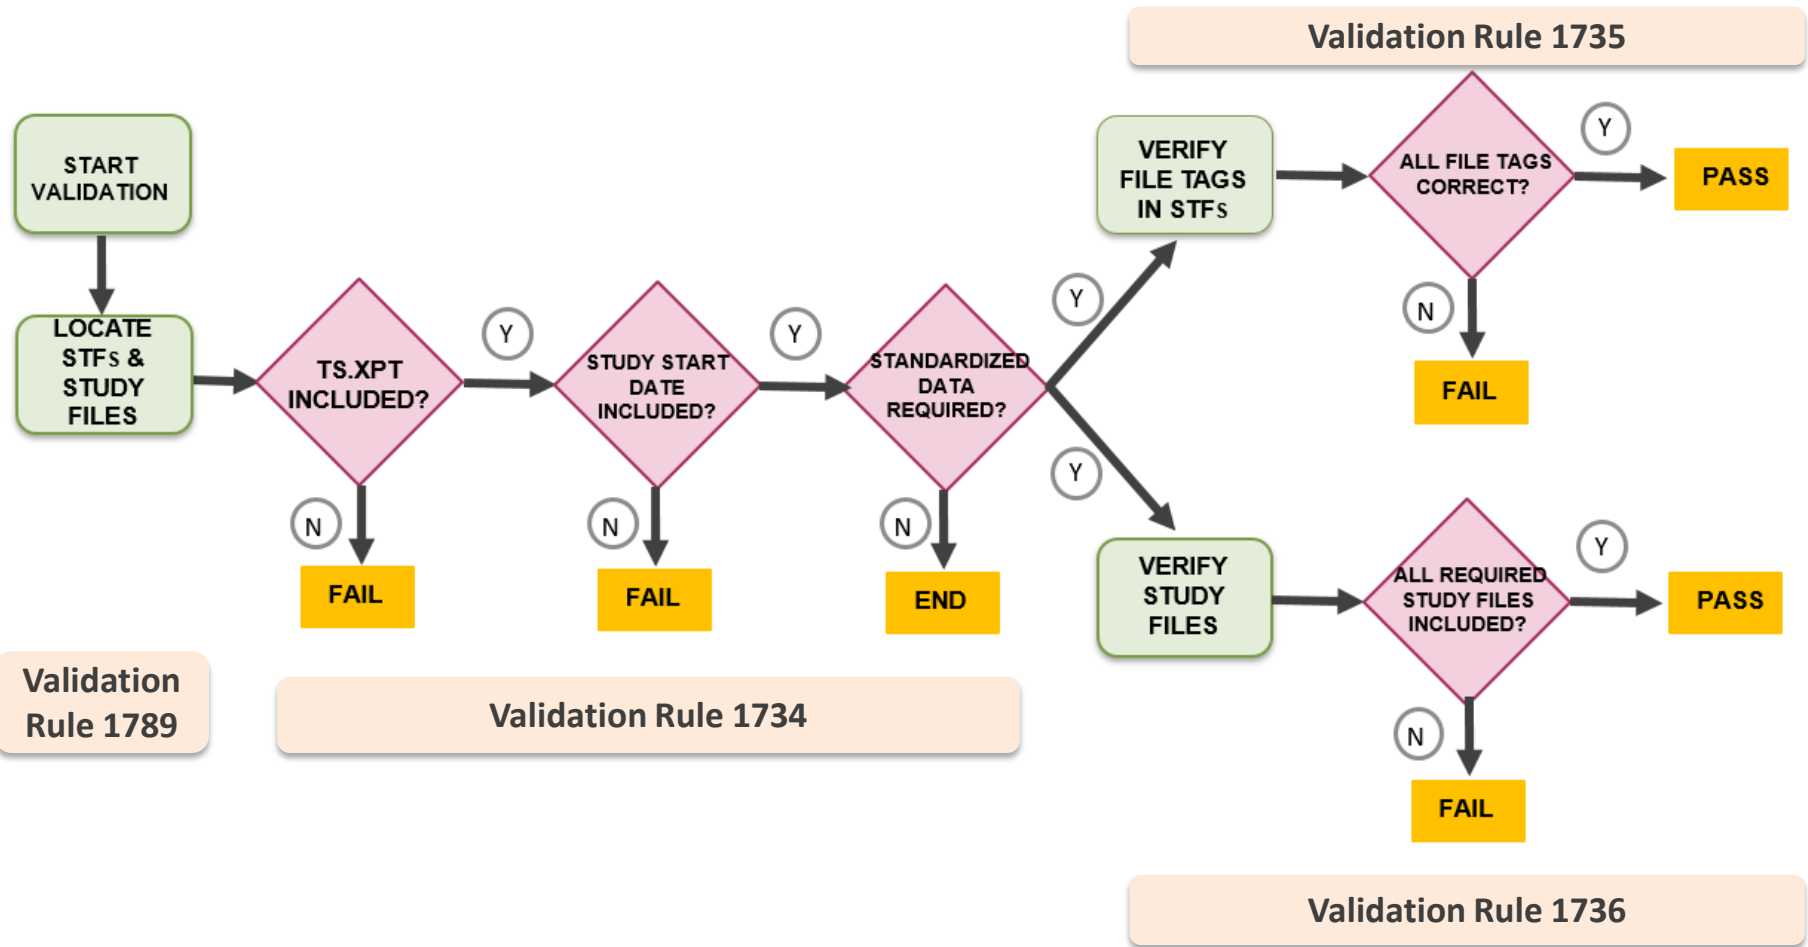 Validation Rule 1735
START
VALIDATION
LOCATE
STFs &
STUDY
FILES
TS.XPT
INCLUDED?
Y
N
FAIL
STUDY START
DATE
INCLUDED?
Y
N
FAIL
STANDARDIZED
DATA
REQUIRED?
N
END
Y
VERIFY
FILE TAGS
IN STFs
ALL FILE TAGS
CORRECT?
Y
PASS
N
FAIL
Y
VERIFY
STUDY
FILES
ALL REQUIRED
STUDY FILES
INCLUDED?
Y
PASS
N
FAIL
Validation
Rule 1789
Validation Rule 1734
Validation Rule 1736